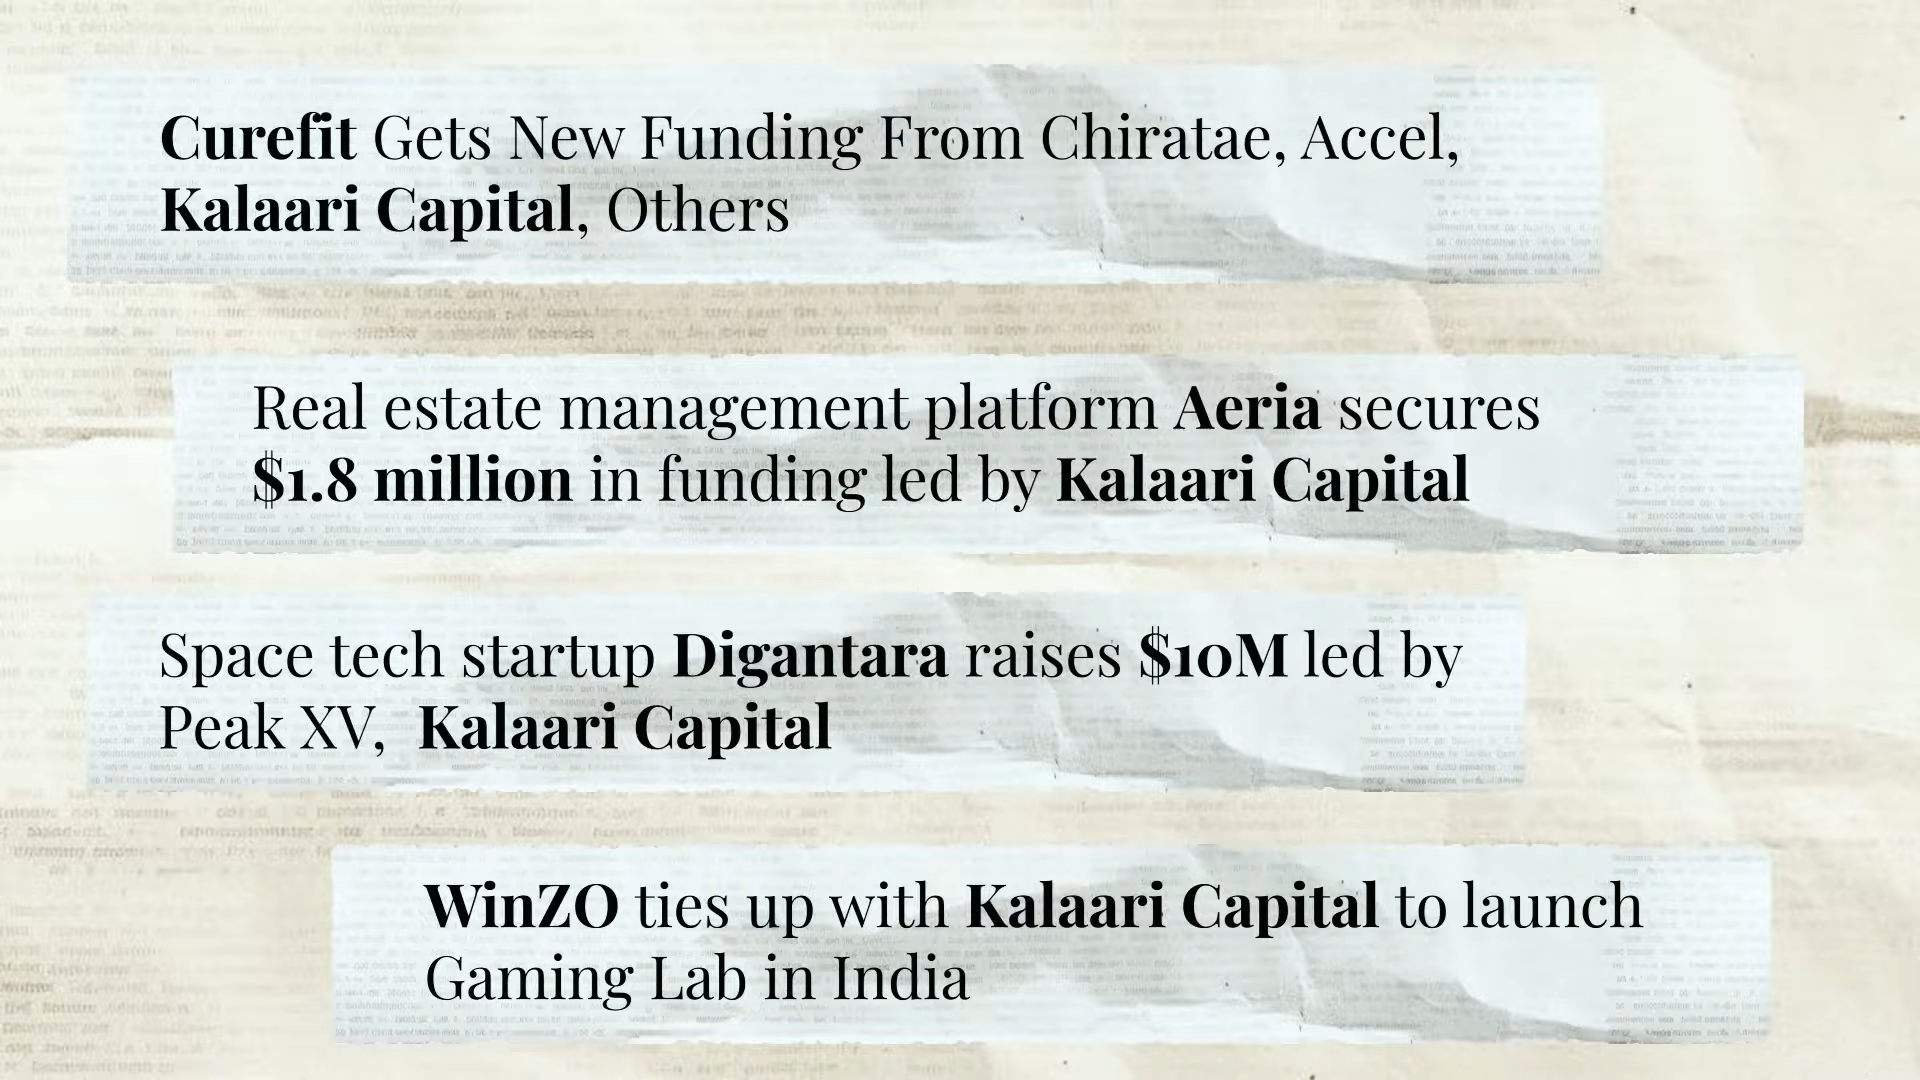 Curefit Gets New Funding From Chiratae, Accel,
Kalaari Capital, Others
Real estate management platform Aeria secures
$1.8 million in funding led by Kalaari Capital
Space tech startup Digantara raises $10M led by
Peak XV, Kalaari Capital
WinZO ties up with Kalaari Capital to launch
Gaming Lab in India